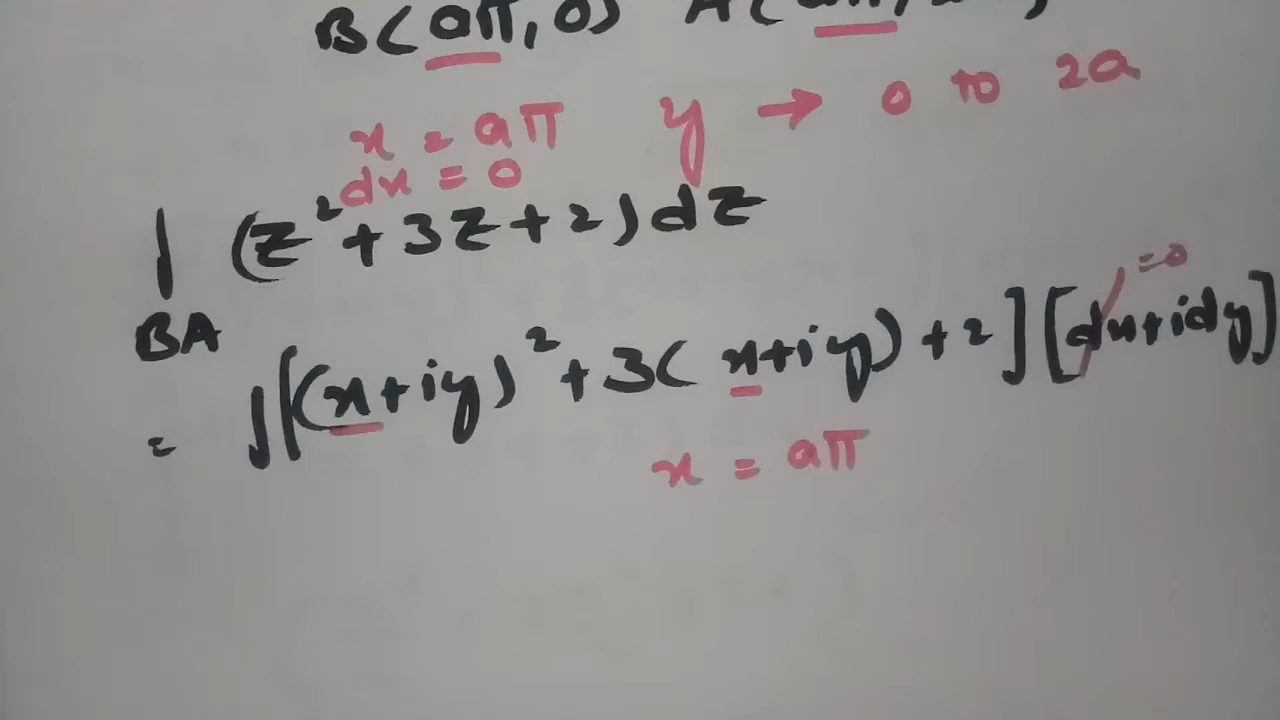 B(aπ, 0) A(
x = aπ y → 0 to 2a
dx = 0
∫ (z²+3z+2)dz
BA
= ∫[(x+iy)²+3(x+iy)+2][dx+idy]
=0
x = aπ